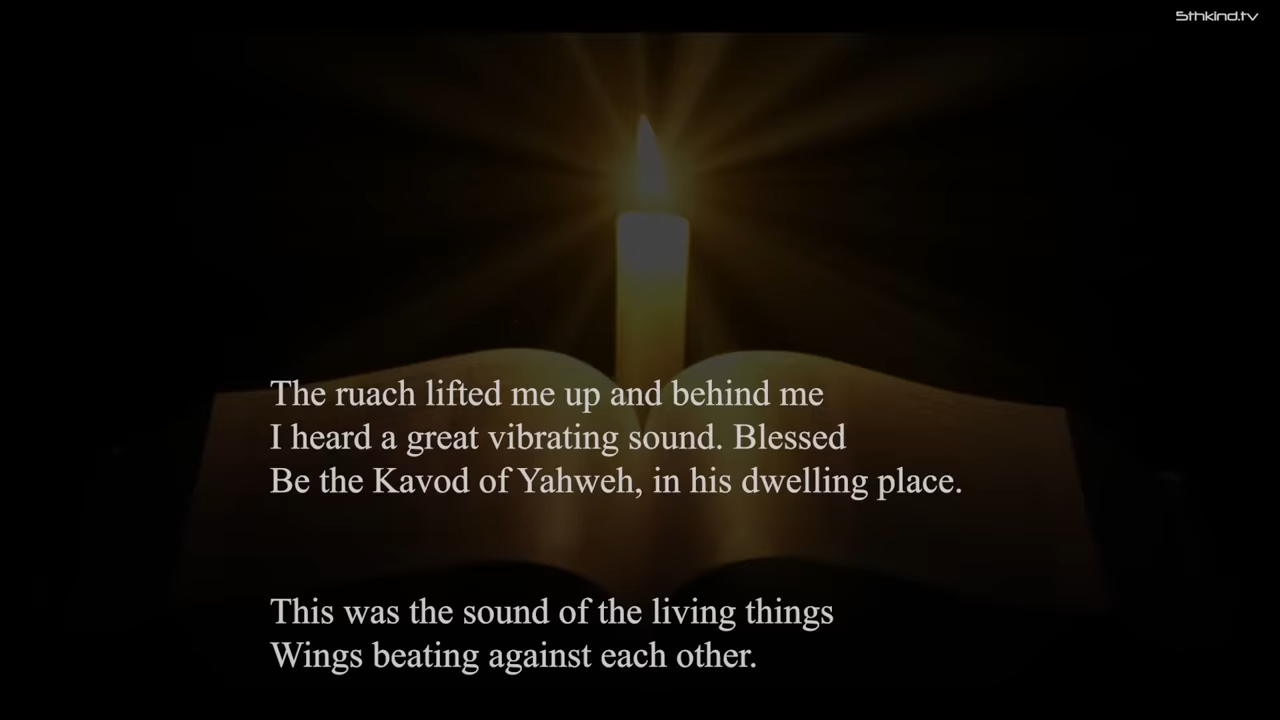 5thkind.tv
The ruach lifted me up and behind me
I heard a great vibrating sound. Blessed
Be the Kavod of Yahweh, in his dwelling place.
This was the sound of the living things
Wings beating against each other.